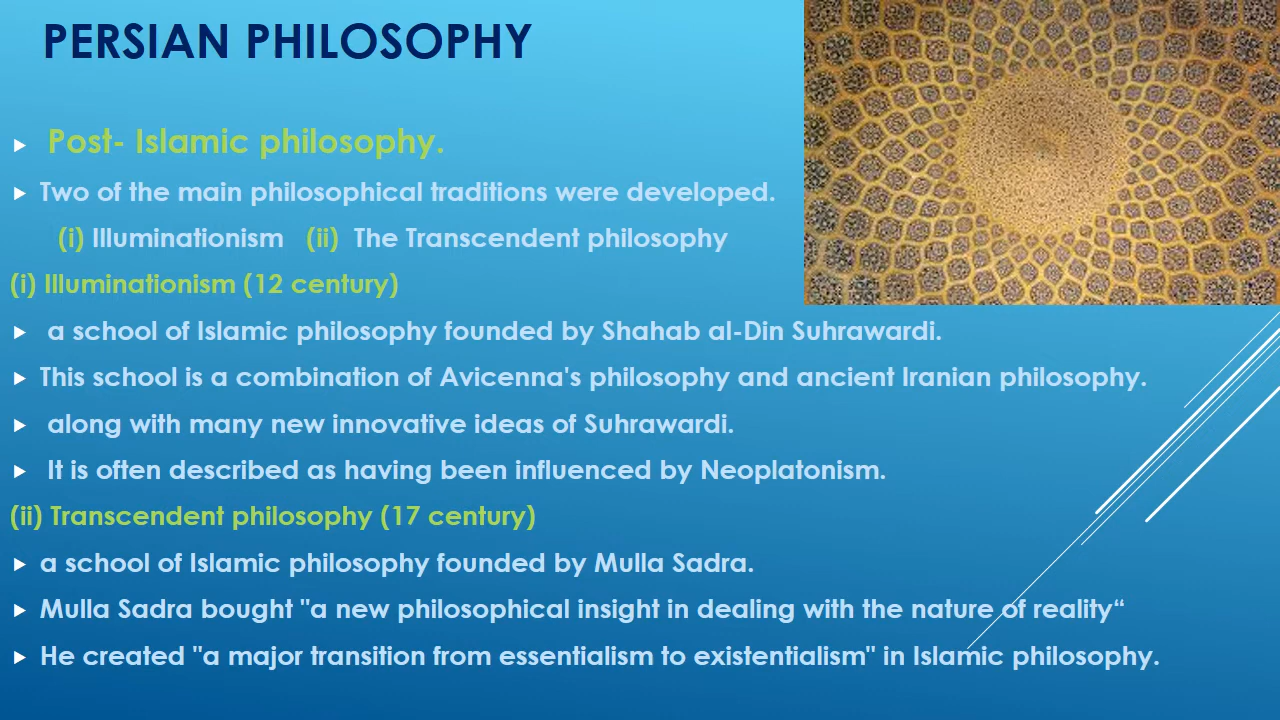 PERSIAN PHILOSOPHY
Post- Islamic philosophy.
Two of the main philosophical traditions were developed.
(i) Illuminationism (ii) The Transcendent philosophy
(i) Illuminationism (12 century)
a school of Islamic philosophy founded by Shahab al-Din Suhrawardi.
This school is a combination of Avicenna's philosophy and ancient Iranian philosophy.
along with many new innovative ideas of Suhrawardi.
It is often described as having been influenced by Neoplatonism.
(ii) Transcendent philosophy (17 century)
a school of Islamic philosophy founded by Mulla Sadra.
Mulla Sadra bought "a new philosophical insight in dealing with the nature of reality“
He created "a major transition from essentialism to existentialism" in Islamic philosophy.